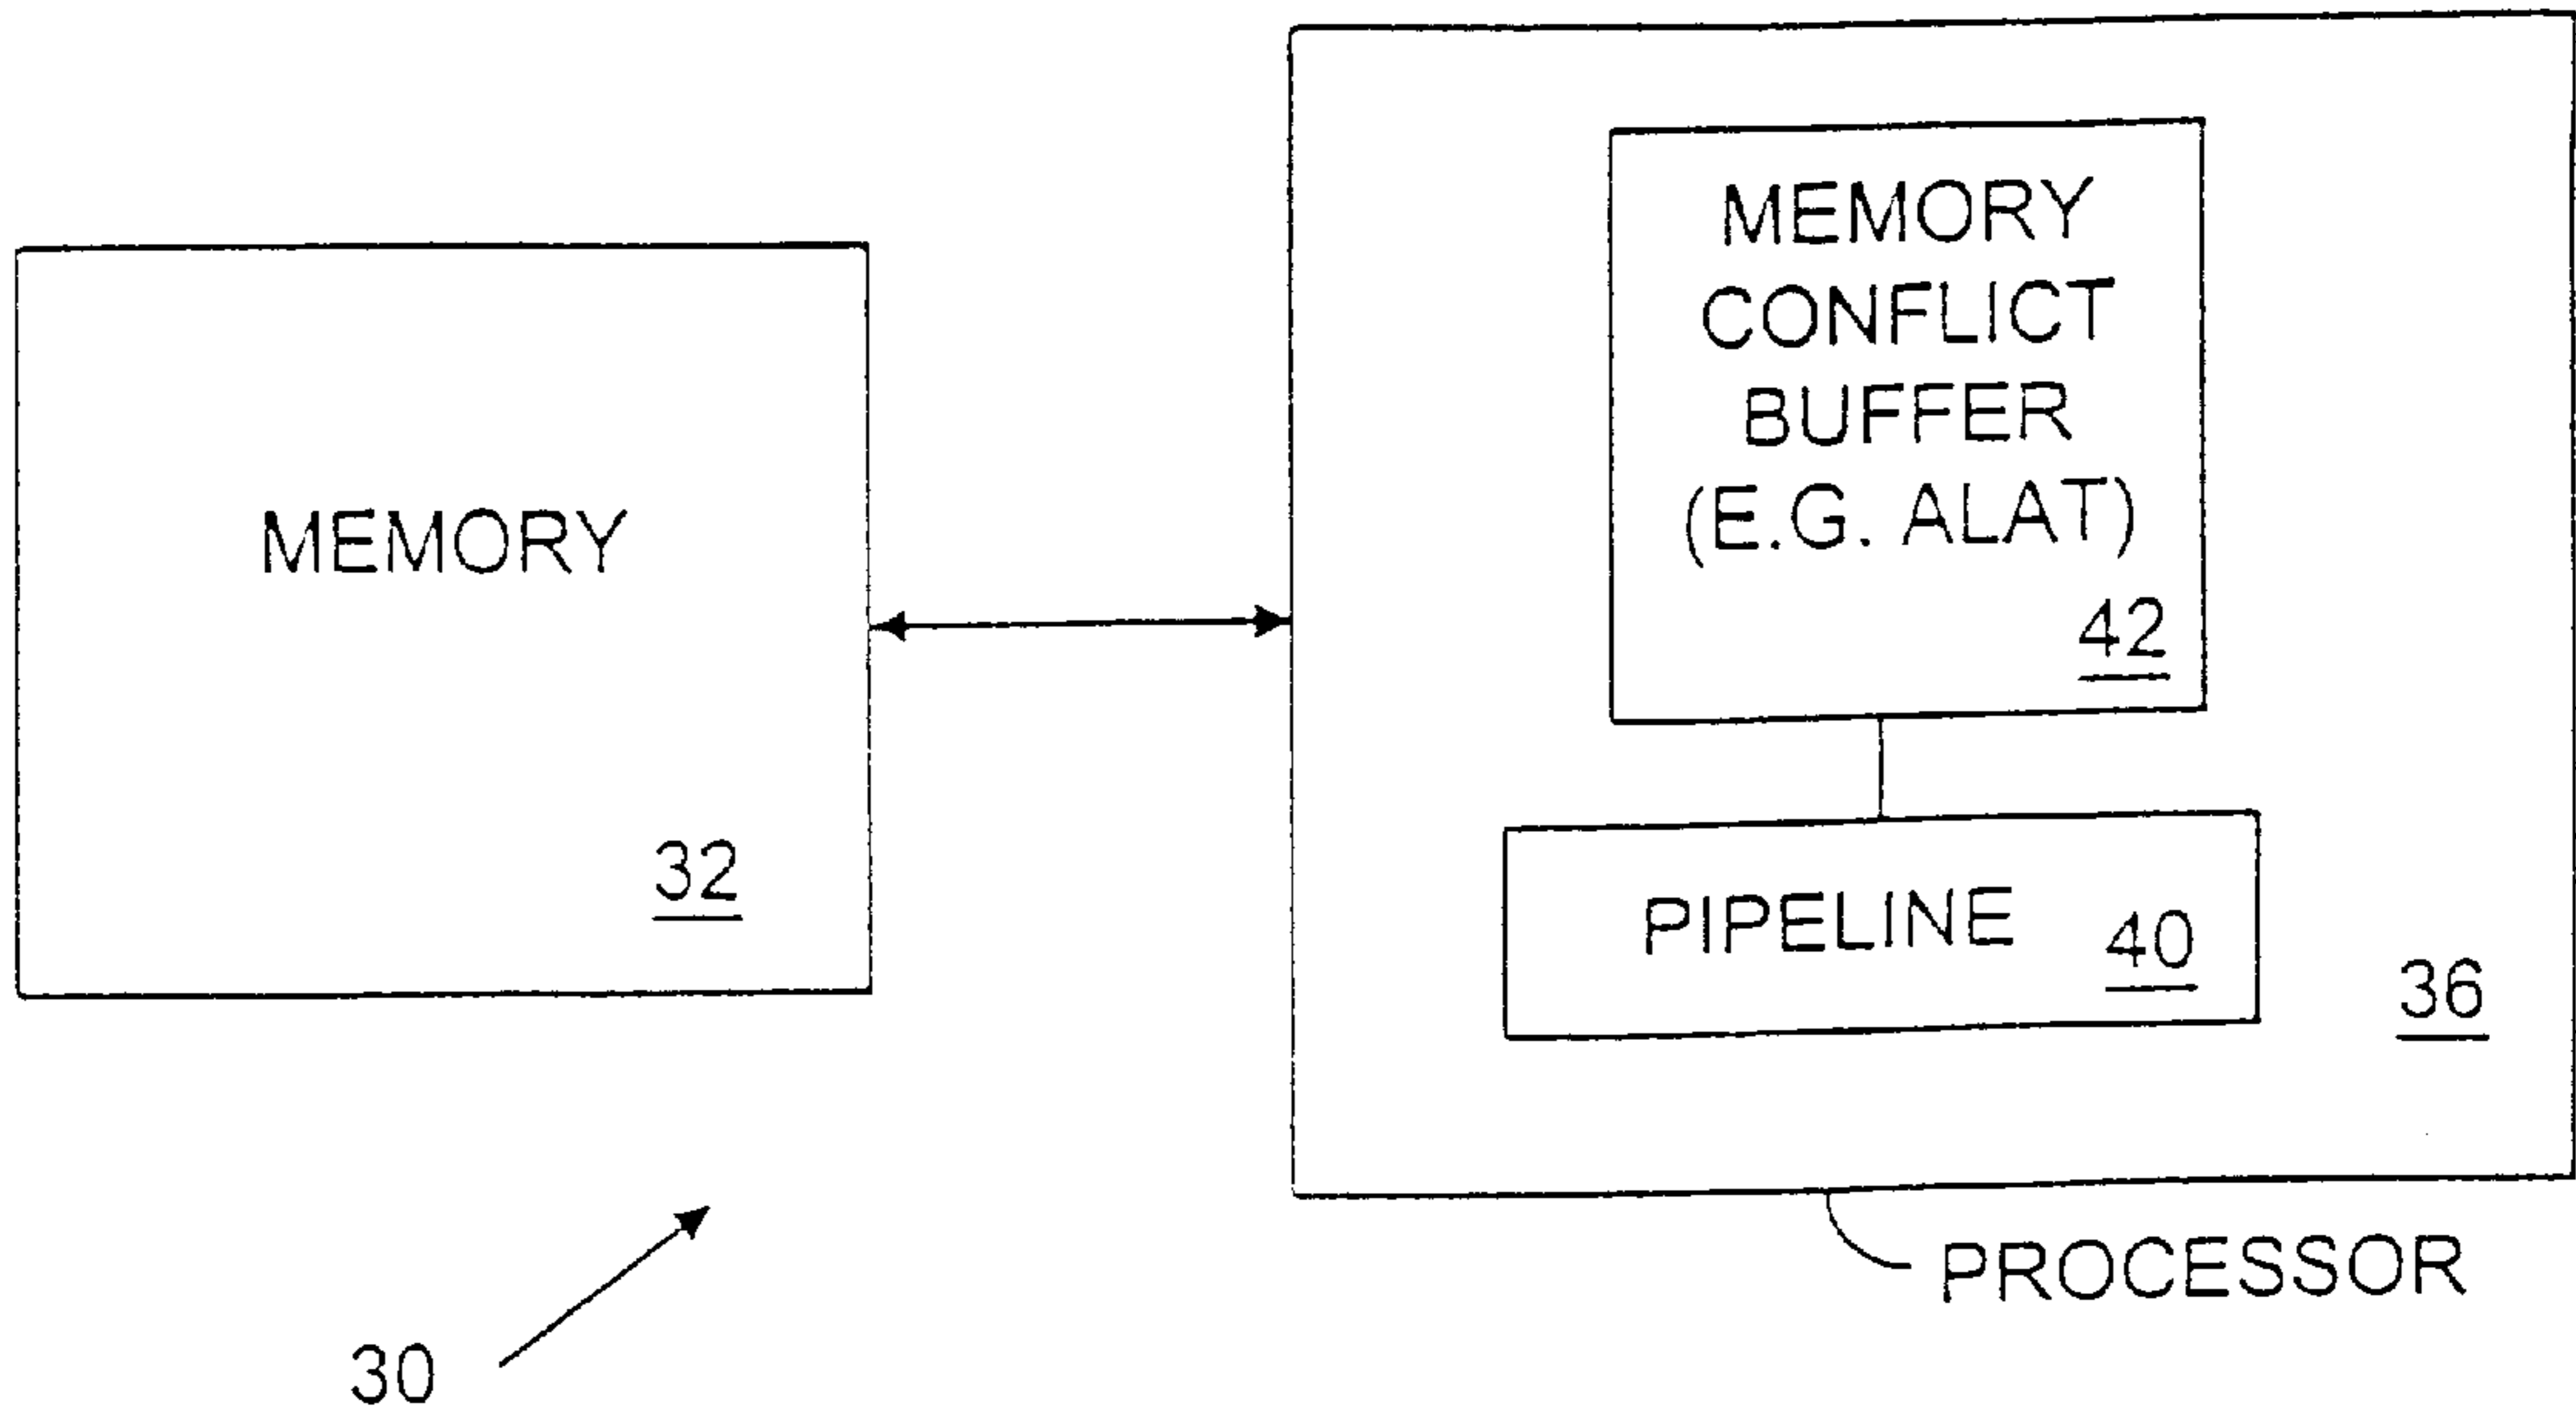 MEMORY
32
MEMORY
CONFLICT
BUFFER
(E.G. ALAT)
42
PIPELINE 40
36
PROCESSOR
30